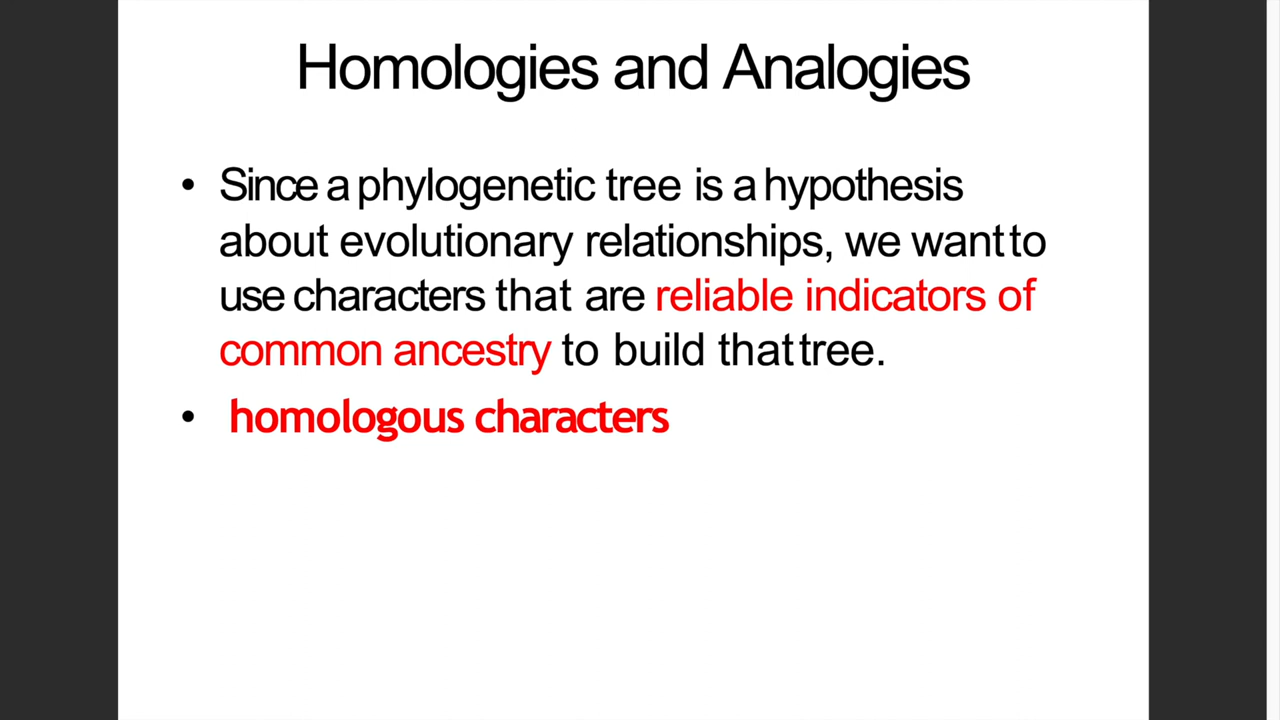 Homologies and Analogies
• Since a phylogenetic tree is a hypothesis
about evolutionary relationships, we want to
use characters that are reliable indicators of
common ancestry to build that tree.
• homologous characters